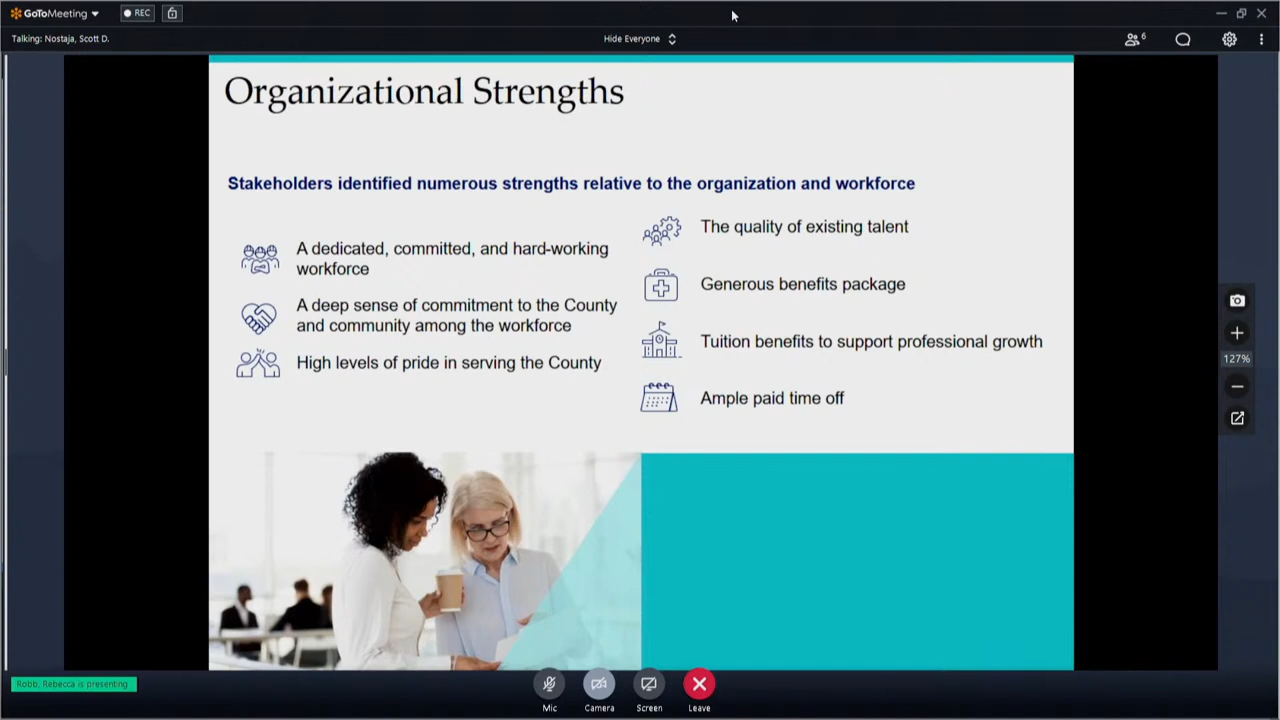 GoToMeeting
REC
Talking: Nostaja, Scott D.
Hide Everyone
6
Organizational Strengths
Stakeholders identified numerous strengths relative to the organization and workforce
A dedicated, committed, and hard-working
workforce
A deep sense of commitment to the County
and community among the workforce
High levels of pride in serving the County
The quality of existing talent
Generous benefits package
Tuition benefits to support professional growth
Ample paid time off
127%
Robb, Rebecca is presenting
Mic
Camera
Screen
Leave